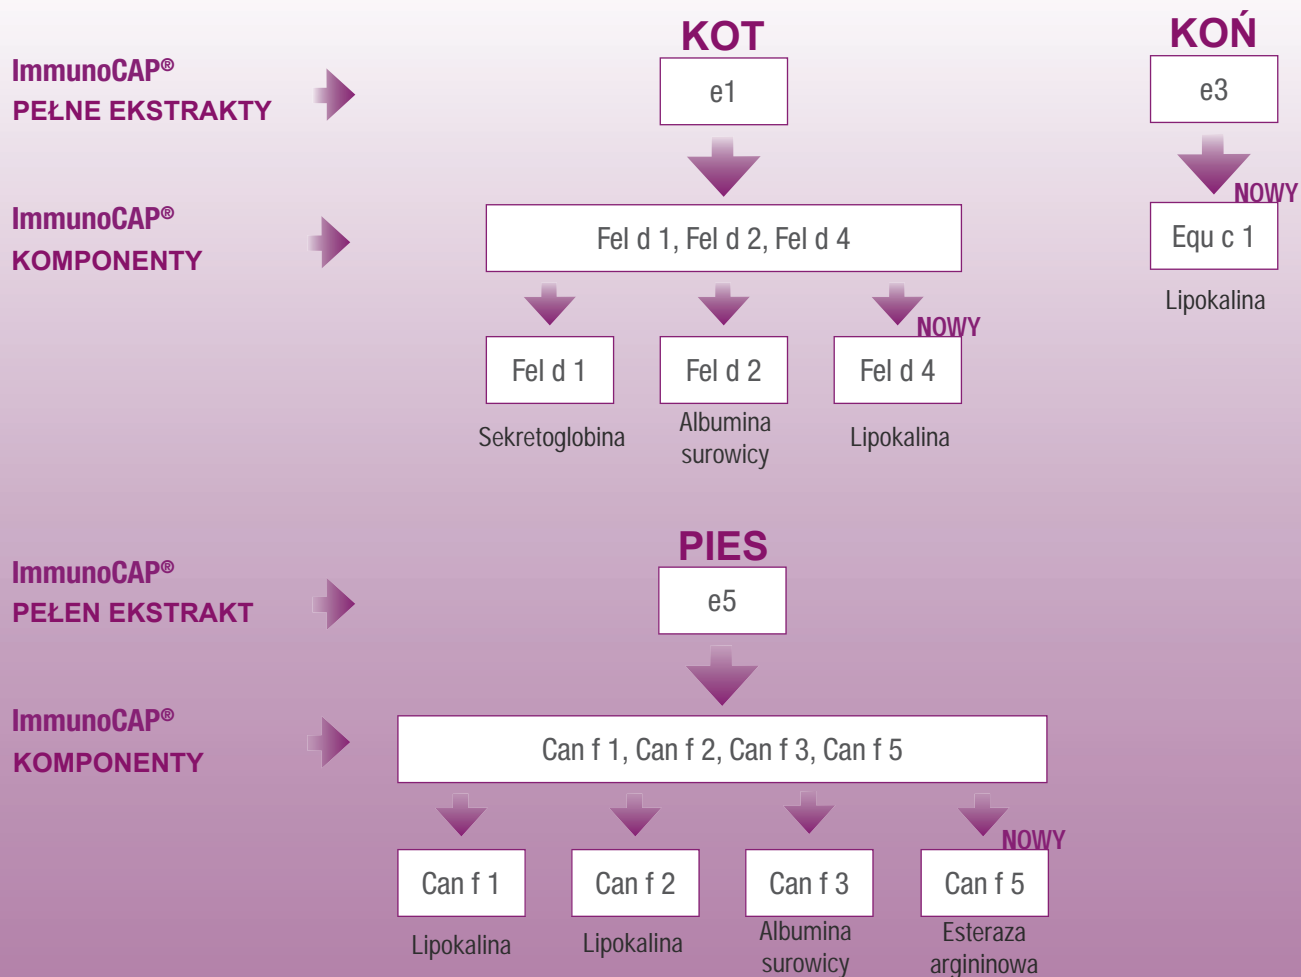 KOT
KOŃ
ImmunoCAP®
PEŁNE EKSTRAKTY
e1
e3
NOWY
ImmunoCAP®
KOMPONENTY
Fel d 1, Fel d 2, Fel d 4
Equ c 1
Lipokalina
NOWY
Fel d 1
Fel d 2
Fel d 4
Sekretoglobina
Albumina
surowicy
Lipokalina
PIES
ImmunoCAP®
PEŁEN EKSTRAKT
e5
ImmunoCAP®
KOMPONENTY
Can f 1, Can f 2, Can f 3, Can f 5
NOWY
Can f 1
Can f 2
Can f 3
Can f 5
Lipokalina
Lipokalina
Albumina
surowicy
Esteraza
argininowa